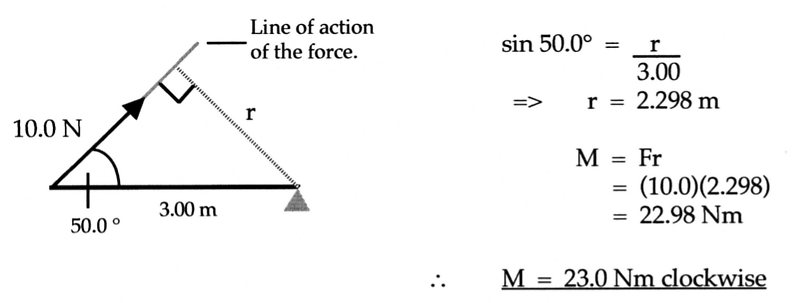 Line of action
of the force.
10.0 N
r
50.0 °
3.00 m
sin 50.0° = r
3.00
=> r = 2.298 m
M = Fr
= (10.0)(2.298)
= 22.98 Nm
∴ M = 23.0 Nm clockwise